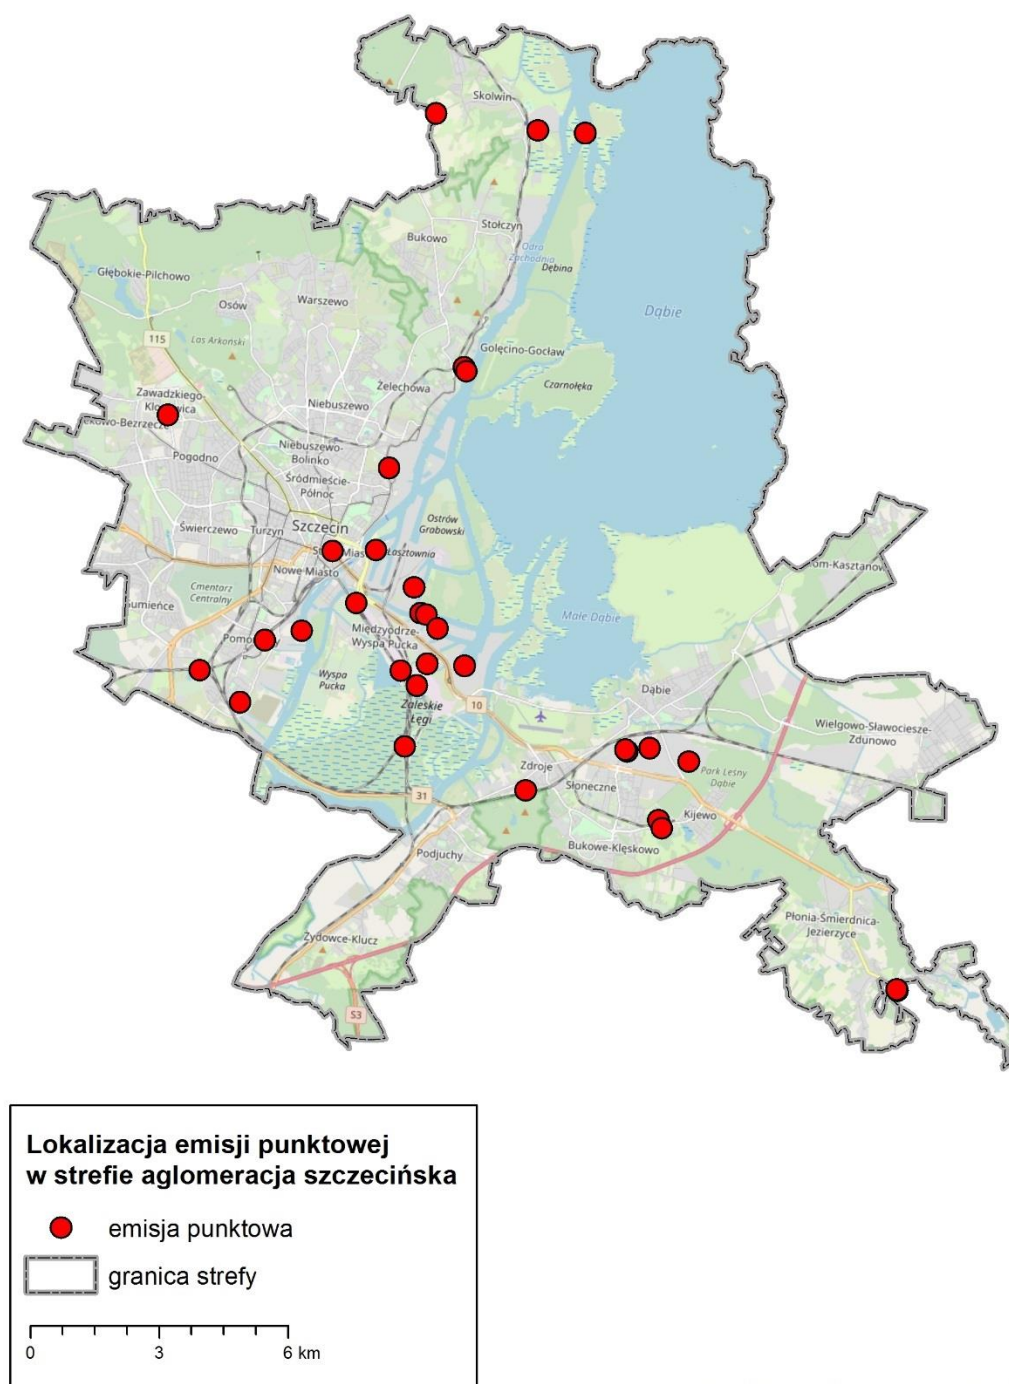 Skolwin
Stołczyn
Bukowo
Odra
Zachodnia
Dębina
Głębokie-Pilchowo
Osów
Warszewo
Dąbie
115
Las Arkoński
Golęcino-Gocław
Czarnołęka
Żelechowa
Zawadzkiego-
Niebuszewo
Pogodno
Niebuszewo-
Bolinko
Śródmieście-
Północ
Ostrów
Grabowski
Świerczewo
Turzyn
Szczecin
Łasztownia
Nowe Miasto
Cmentarz
Centralny
Międzyodrze-
Wyspa Pucka
Małe Dąbie
Wyspa
Pucka
Zaleskie
Łęgi
10
Dąbie
Wielgowo-Sławociesze-
Zdunowo
Zdroje
Słoneczne
Park Leśny
Dąbie
31
Kijewo
Podjuchy
Bukowe-Klęskowo
Płonia-Śmierdnica-
Jezierzyce
Żydowce-Klucz
S3
Lokalizacja emisji punktowej
w strefie aglomeracja szczecińska
emisja punktowa
granica strefy
0 3 6 km